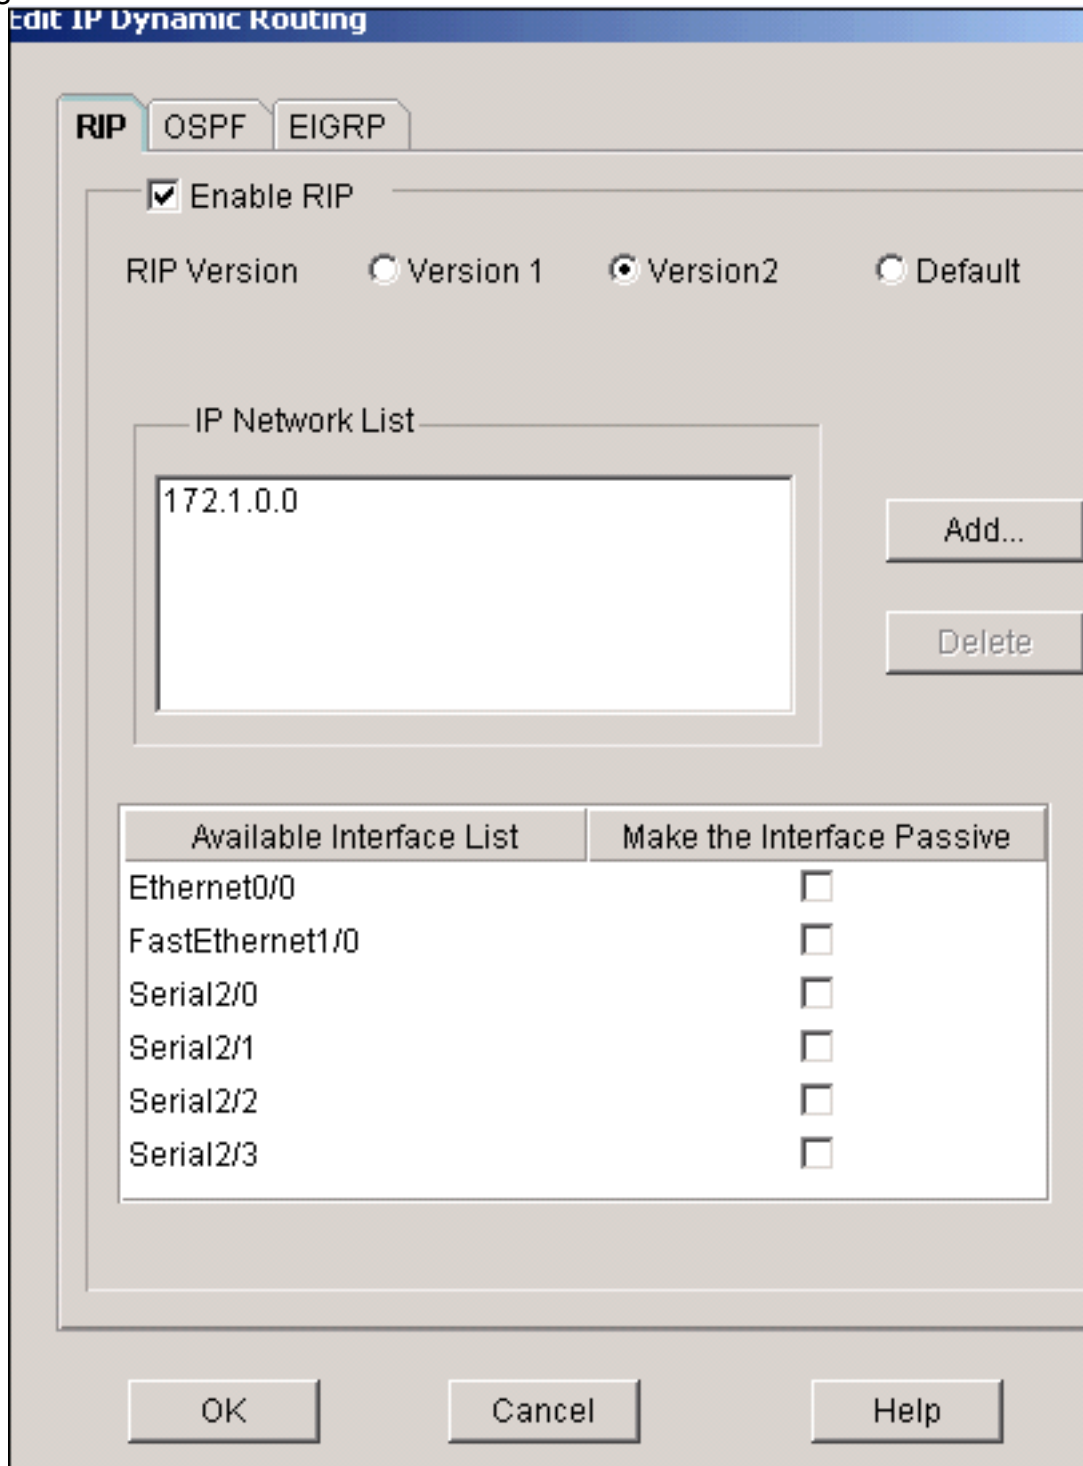 Edit IP Dynamic Routing
RIP OSPF EIGRP
Enable RIP
RIP Version Version 1 Version2 Default
IP Network List
172.1.0.0
Add...
Delete
Available Interface List Make the Interface Passive
Ethernet0/0
FastEthernet1/0
Serial2/0
Serial2/1
Serial2/2
Serial2/3
OK Cancel Help